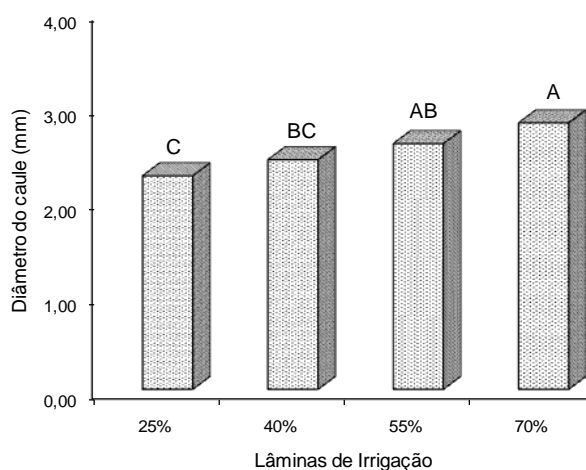 4,00
3,00
2,00
1,00
0,00
Diâmetro do caule (mm)
C
BC
AB
A
25%
40%
55%
70%
Lâminas de Irrigação